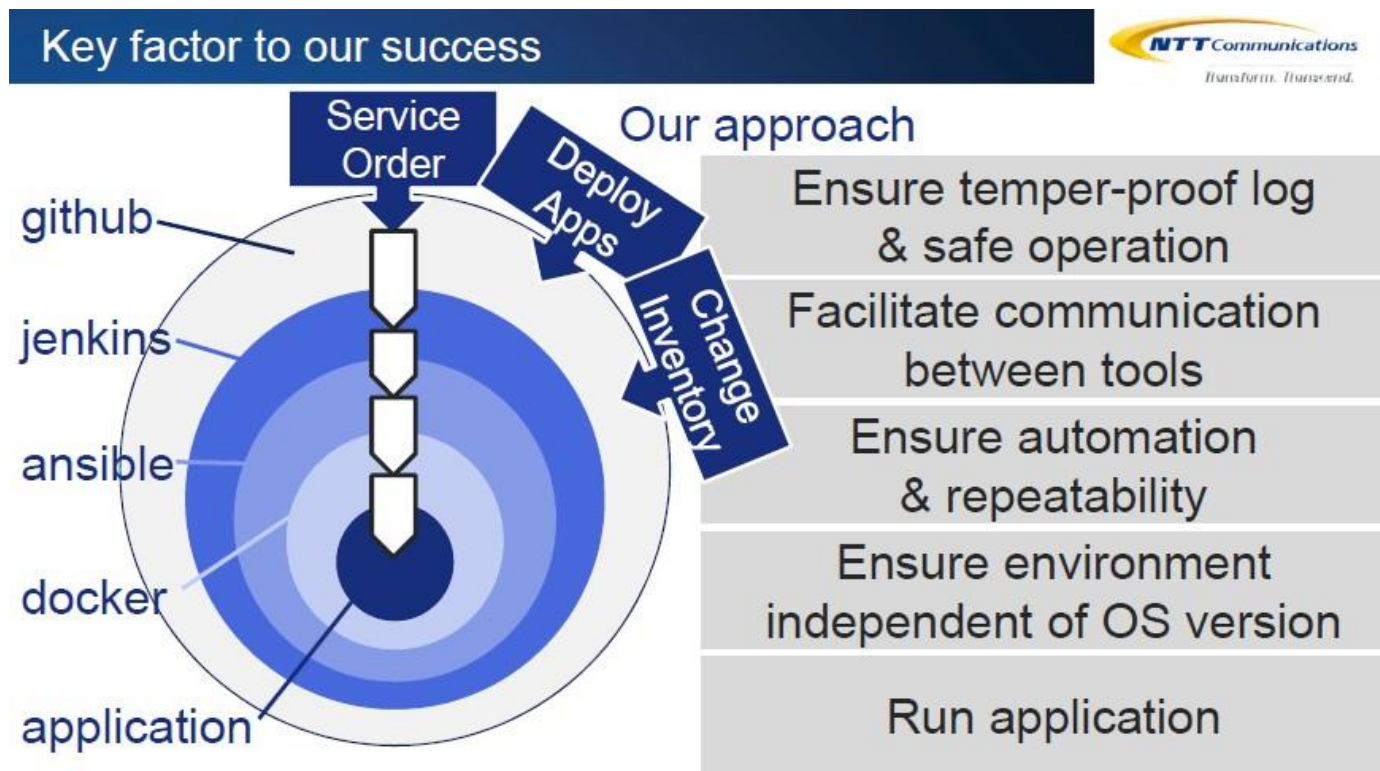 Key factor to our success
NTT Communications
Transform. Transcend.
Service
Order
Deploy
Apps
Change
Inventory
Our approach
github
jenkins
ansible
docker
application
Ensure temper-proof log
& safe operation
Facilitate communication
between tools
Ensure automation
& repeatability
Ensure environment
independent of OS version
Run application